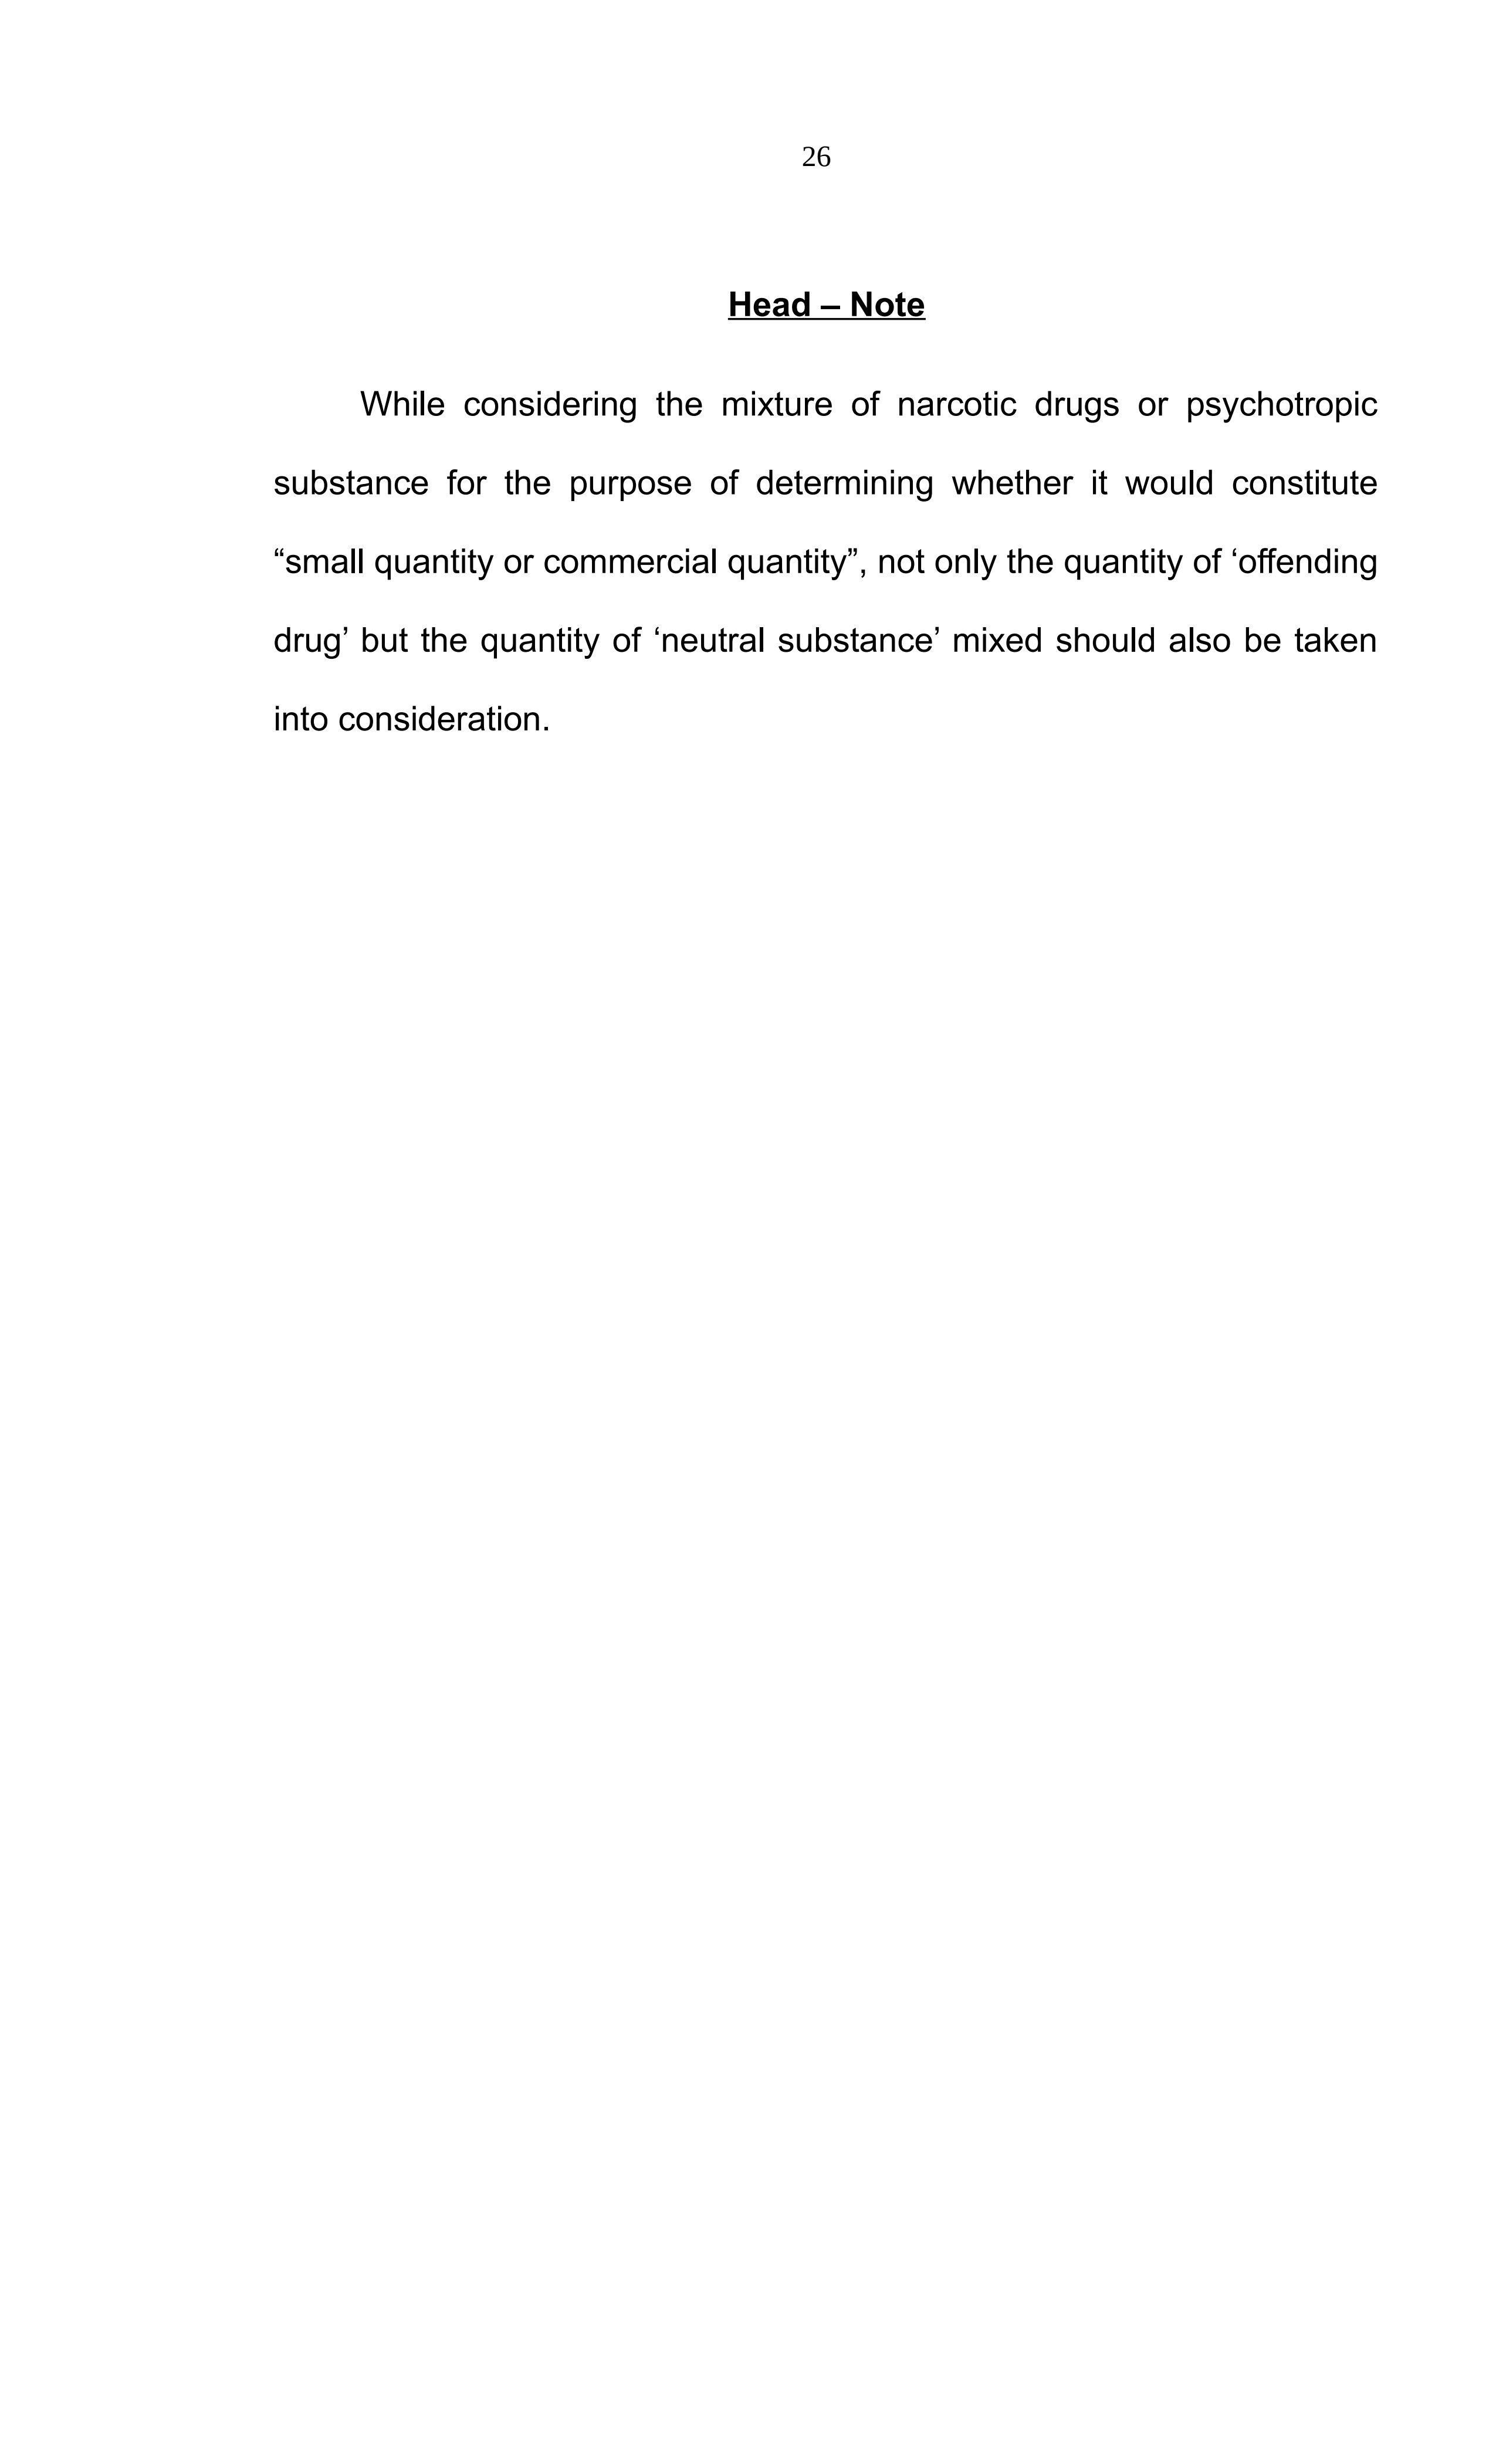 26
Head – Note
While considering the mixture of narcotic drugs or psychotropic
substance for the purpose of determining whether it would constitute
“small quantity or commercial quantity”, not only the quantity of ‘offending
drug’ but the quantity of ‘neutral substance’ mixed should also be taken
into consideration.